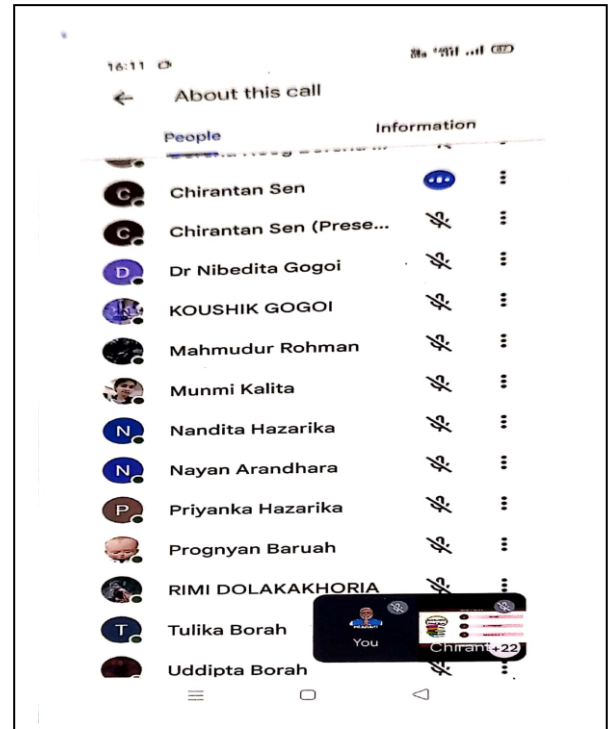 16:11
← About this call
People Information
C Chirantan Sen
C Chirantan Sen (Prese...
D Dr Nibedita Gogoi
KOUSHIK GOGOI
Mahmudur Rohman
Munmi Kalita
N Nandita Hazarika
N Nayan Arandhara
P Priyanka Hazarika
Prognyan Baruah
RIMI DOLAKAKHORIA
T Tulika Borah
You Chirant +22
Uddipta Borah